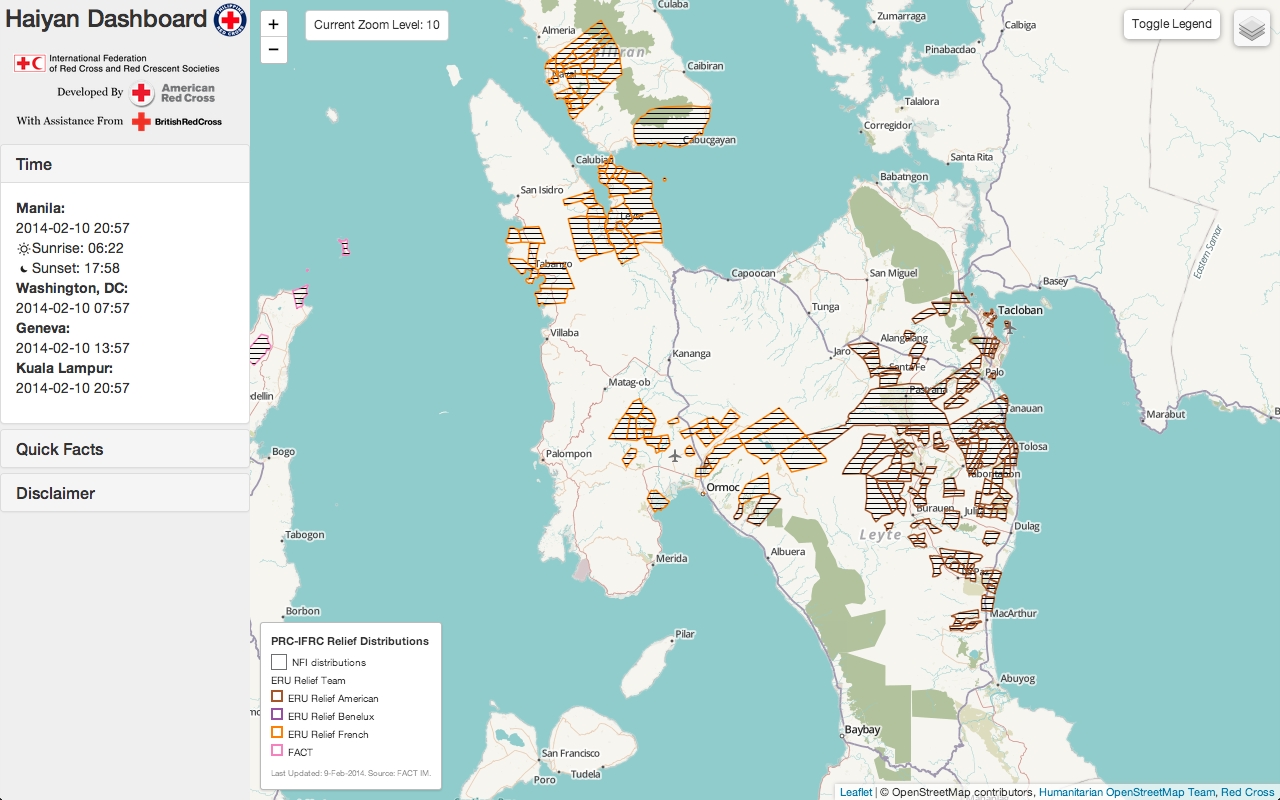 Haiyan Dashboard
PHILIPPINE
RED CROSS
International Federation
of Red Cross and Red Crescent Societies
Developed By
American
Red Cross
With Assistance From
BritishRedCross
Time
Manila:
2014-02-10 20:57
Sunrise: 06:22
Sunset: 17:58
Washington, DC:
2014-02-10 07:57
Geneva:
2014-02-10 13:57
Kuala Lampur:
2014-02-10 20:57
Quick Facts
Disclaimer
+
−
Current Zoom Level: 10
Toggle Legend
Culaba
Almeria
Zumarraga
Calbiga
Pinabacdao
Caibiran
Naval
Talalora
Corregidor
Cabucgayan
Santa Rita
Calubian
Babatngon
San Isidro
Leyte
Eastern Samar
Tabango
Capoocan
San Miguel
Basey
Tunga
Tacloban
Villaba
Alangalang
Kananga
Jaro
Santa Fe
Palo
Matag-ob
Pastrana
dellin
Tanauan
Marabut
B
Tolosa
Bogo
Palompon
Tabontabon
Ormoc
Burauen
Julita
Dulag
Tabogon
Leyte
Albuera
Merida
MacArthur
Borbon
Pilar
Abuyog
Baybay
San Francisco
Poro
Tudela
PRC-IFRC Relief Distributions
NFI distributions
ERU Relief Team
ERU Relief American
ERU Relief Benelux
ERU Relief French
FACT
Last Updated: 9-Feb-2014. Source: FACT IM.
Leaflet | © OpenStreetMap contributors, Humanitarian OpenStreetMap Team, Red Cross